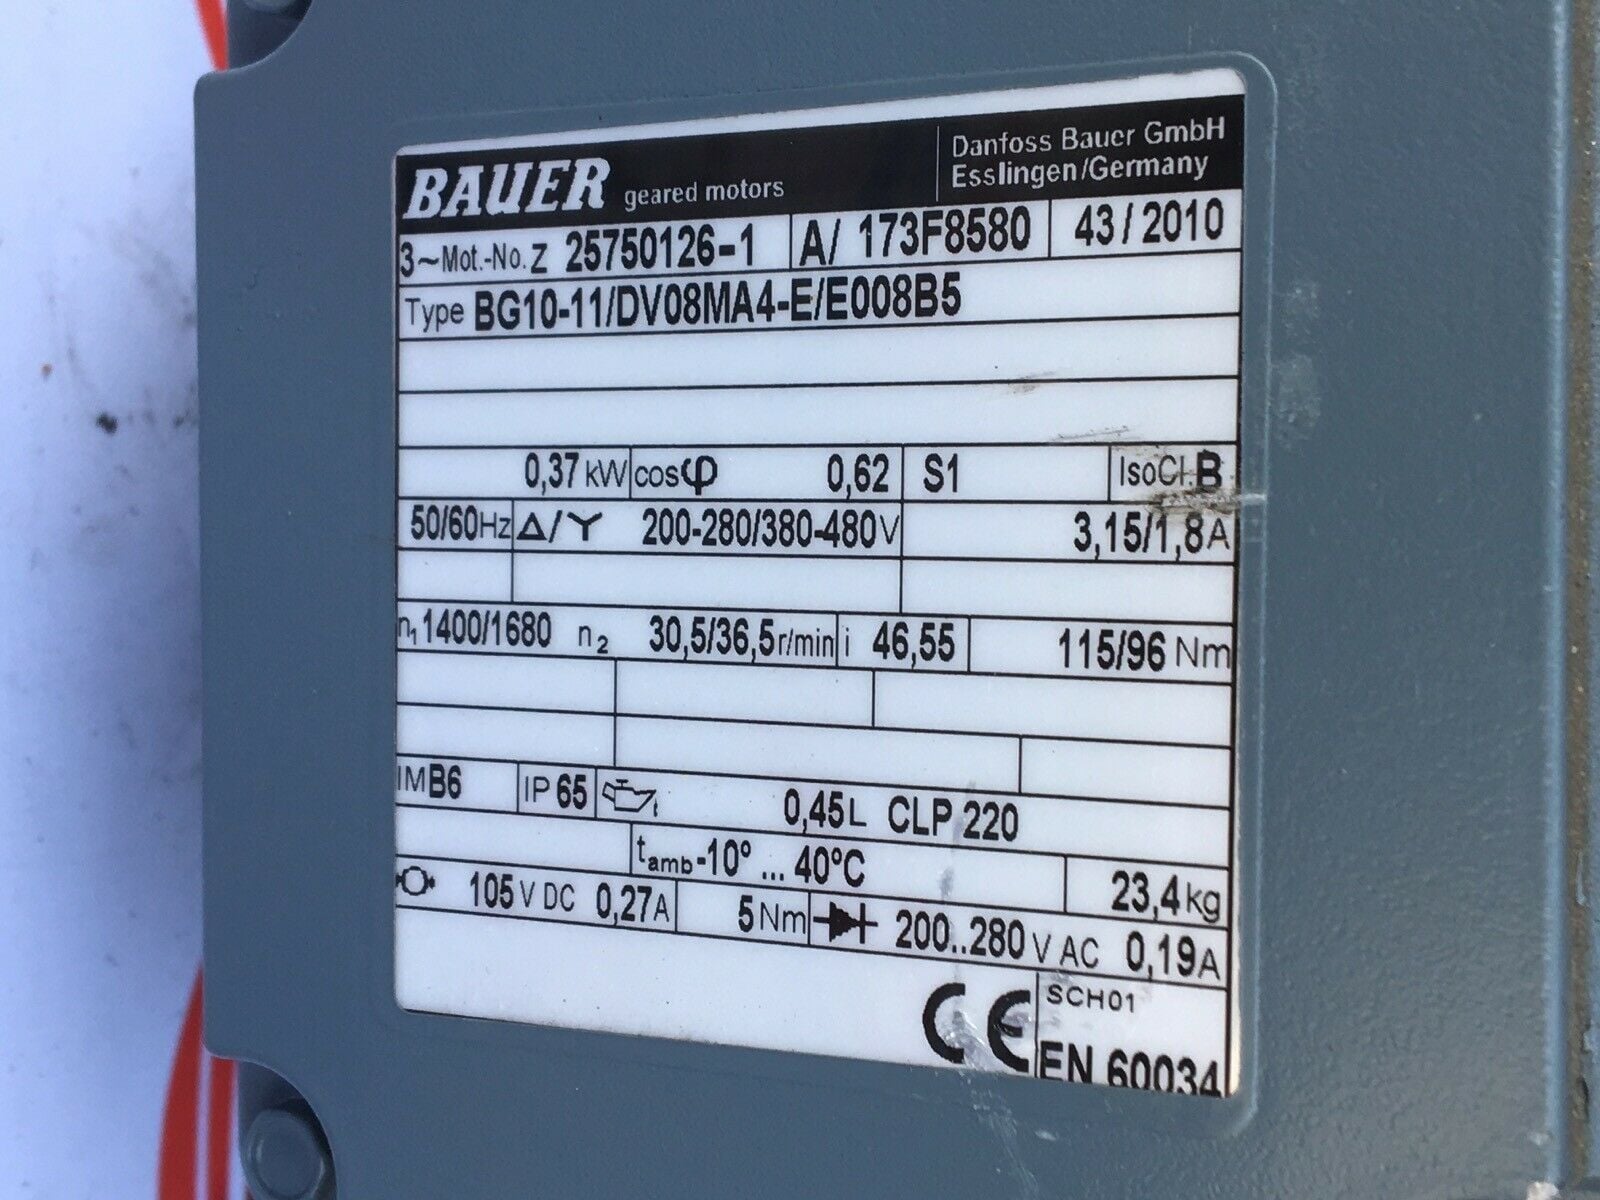 BAUER geared motors
Danfoss Bauer GmbH
Esslingen/Germany
3~Mot.-No. Z 25750126-1 A/ 173F8580 43/2010
Type BG10-11/DV08MA4-E/E008B5
0,37 kW cosφ 0,62 S1 IsoCl. B
50/60Hz Δ/Y 200-280/380-480V 3,15/1,8A
n1 1400/1680 n2 30,5/36,5 r/min i 46,55 115/96 Nm
IM B6 IP 65 0,45L CLP 220
tamb -10° ... 40°C 23,4 kg
105 V DC 0,27A 5Nm 200..280 V AC 0,19A
CE SCH01
EN 60034